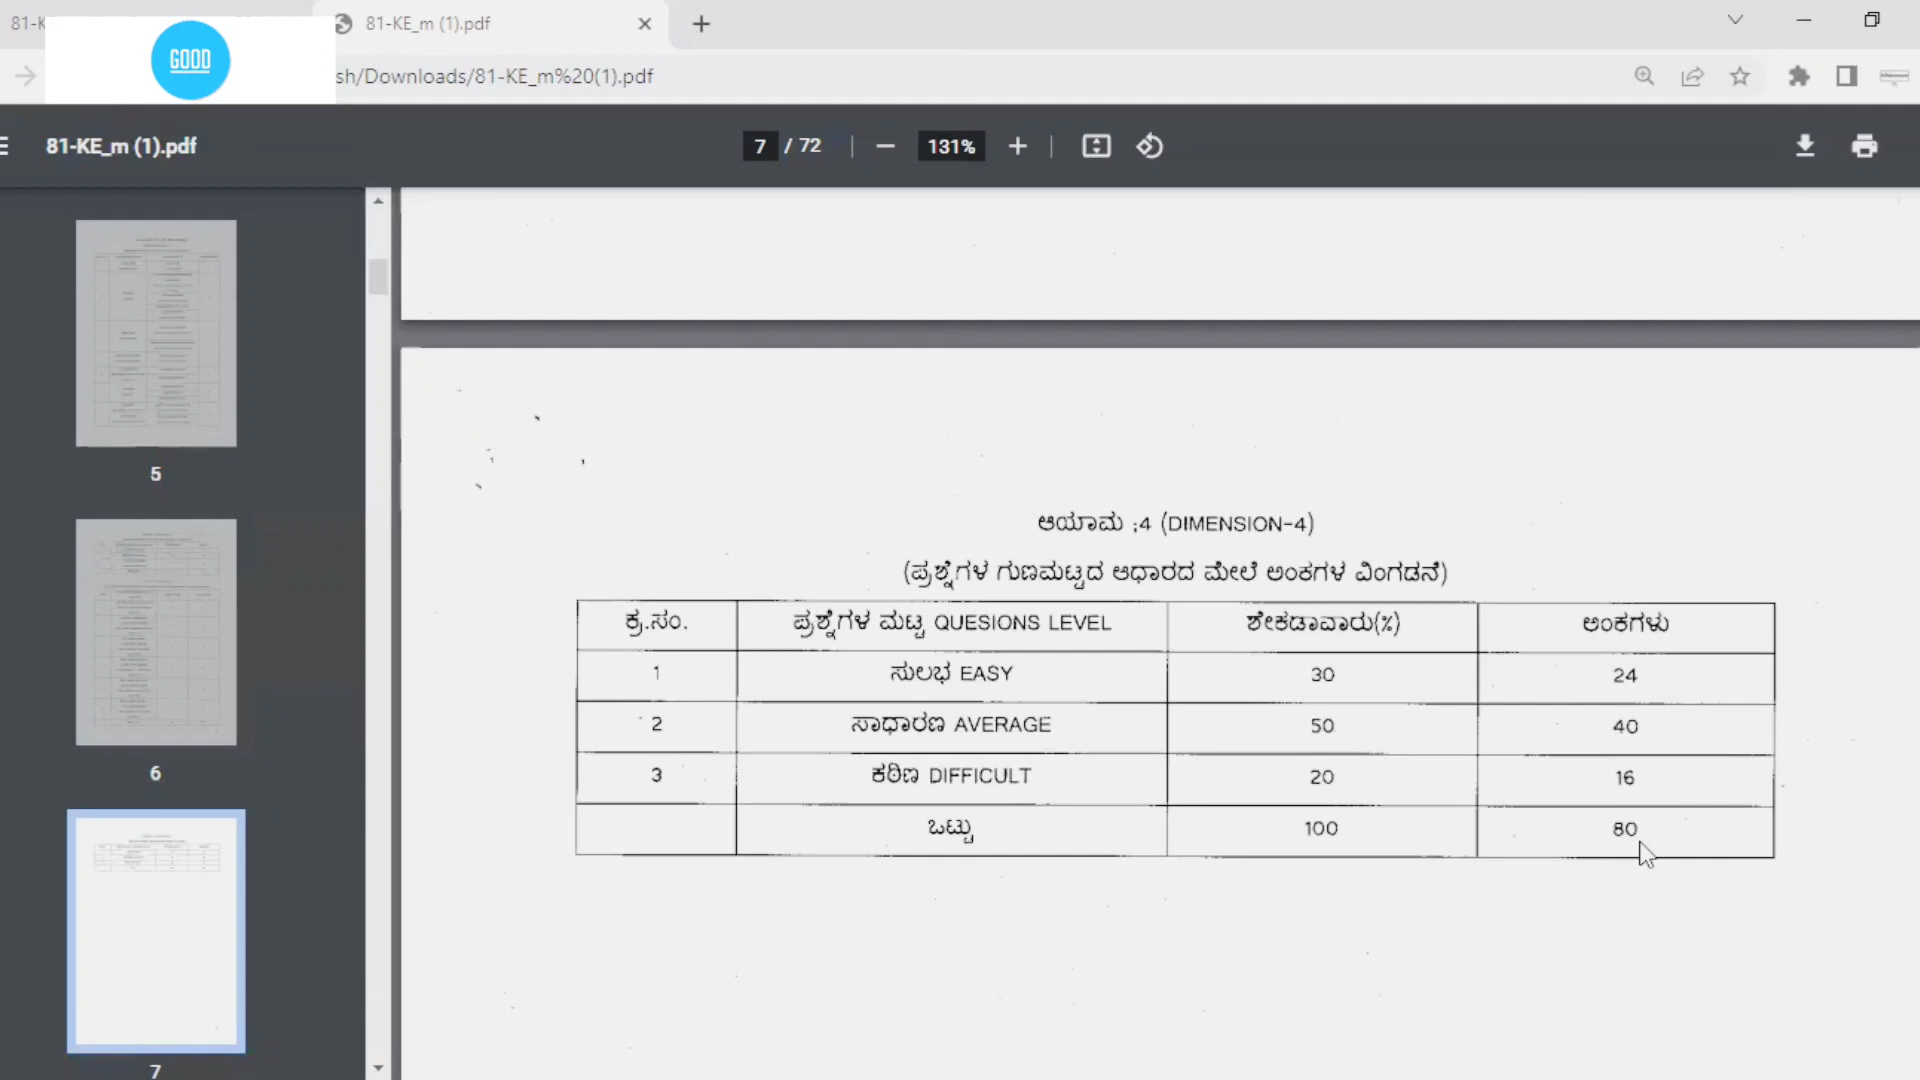 81-K
81-KE_m (1).pdf
GOOD
sh/Downloads/81-KE_m%20(1).pdf
81-KE_m (1).pdf
7 / 72
131%
5
6
7
ಆಯಾಮ ;4 (DIMENSION-4)
(ಪ್ರಶ್ನೆಗಳ ಗುಣಮಟ್ಟದ ಆಧಾರದ ಮೇಲೆ ಅಂಕಗಳ ವಿಂಗಡನೆ)
ಕ್ರ.ಸಂ. ಪ್ರಶ್ನೆಗಳ ಮಟ್ಟ QUESIONS LEVEL ಶೇಕಡಾವಾರು(%) ಅಂಕಗಳು
1 ಸುಲಭ EASY 30 24
2 ಸಾಧಾರಣ AVERAGE 50 40
3 ಕಠಿಣ DIFFICULT 20 16
ಒಟ್ಟು 100 80